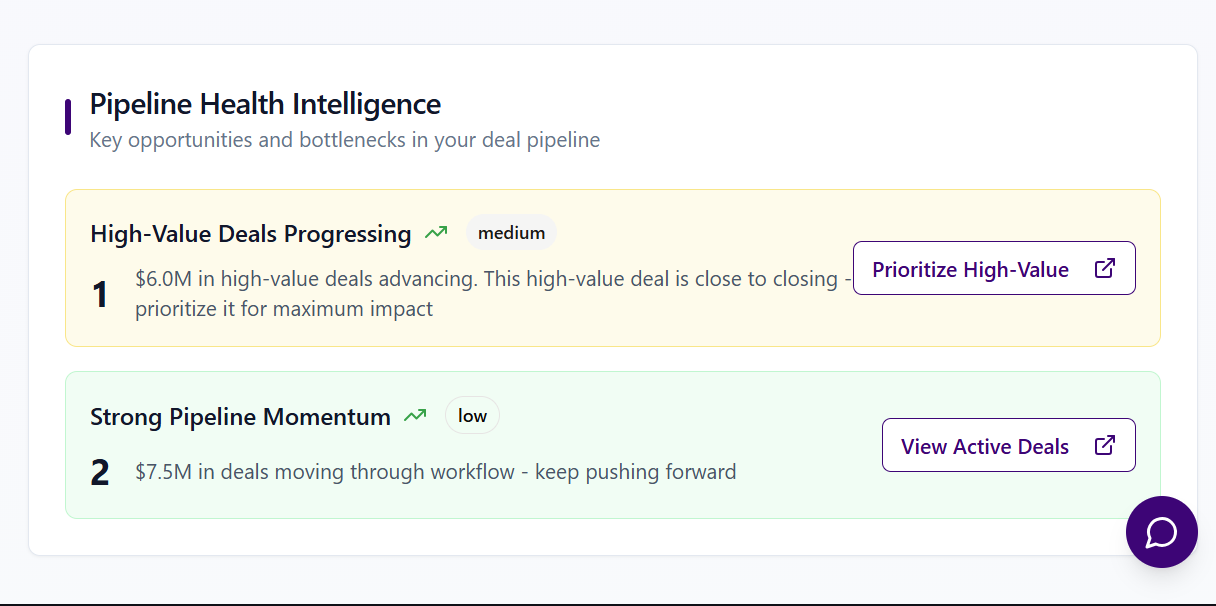 Pipeline Health Intelligence
Key opportunities and bottlenecks in your deal pipeline
High-Value Deals Progressing medium
1 $6.0M in high-value deals advancing. This high-value deal is close to closing -
prioritize it for maximum impact
Prioritize High-Value
Strong Pipeline Momentum low
2 $7.5M in deals moving through workflow - keep pushing forward
View Active Deals